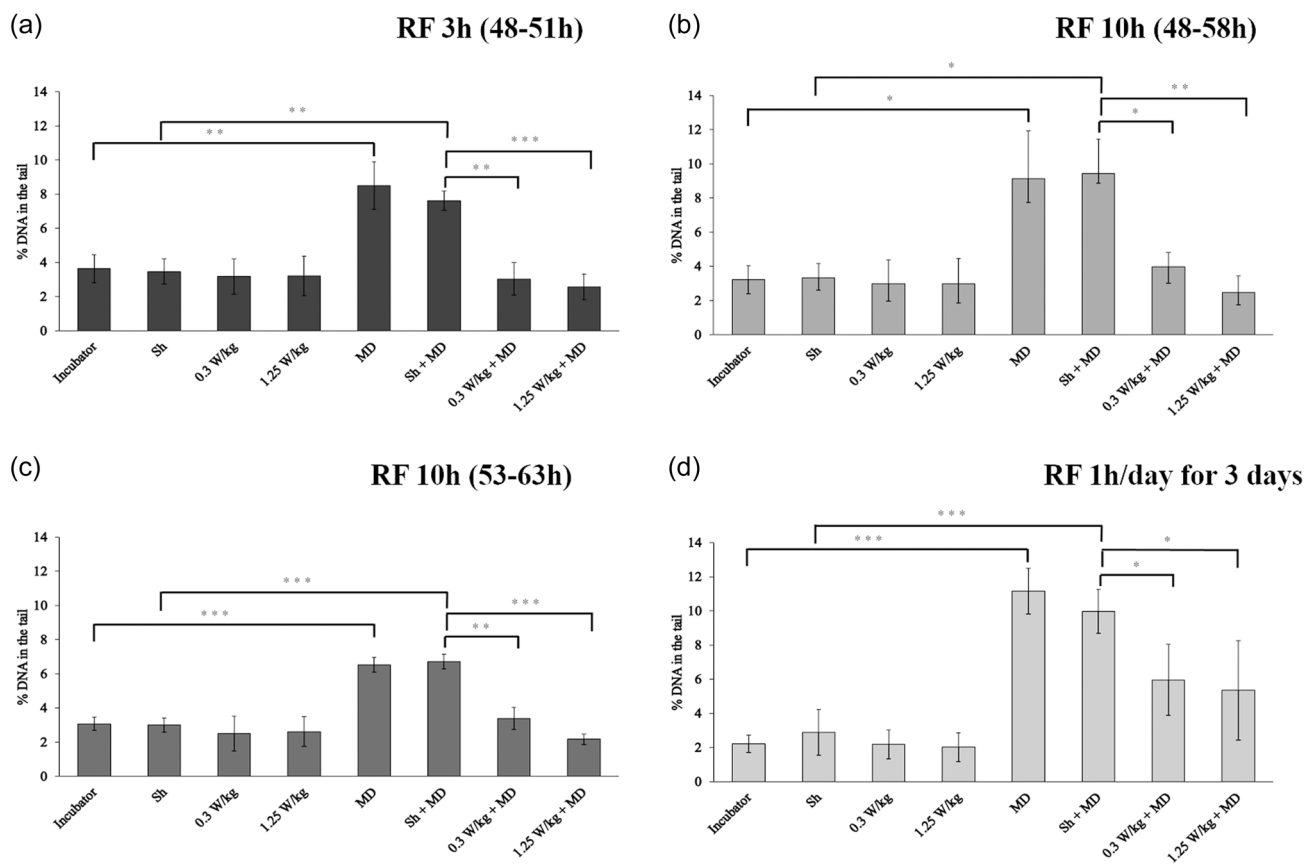 (a)
RF 3h (48-51h)
% DNA in the tail
14
12
10
8
6
4
2
0
* *
* *
* * *
* *
Incubator
Sh
0.3 W/kg
1.25 W/kg
MD
Sh + MD
0.3 W/kg + MD
1.25 W/kg + MD
(b)
RF 10h (48-58h)
% DNA in the tail
14
12
10
8
6
4
2
0
*
*
* *
*
Incubator
Sh
0.3 W/kg
1.25 W/kg
MD
Sh + MD
0.3 W/kg + MD
1.25 W/kg + MD
(c)
RF 10h (53-63h)
% DNA in the tail
14
12
10
8
6
4
2
0
* * *
* * *
* * *
* *
Incubator
Sh
0.3 W/kg
1.25 W/kg
MD
Sh + MD
0.3 W/kg + MD
1.25 W/kg + MD
(d)
RF 1h/day for 3 days
% DNA in the tail
14
12
10
8
6
4
2
0
* * *
* * *
*
*
Incubator
Sh
0.3 W/kg
1.25 W/kg
MD
Sh + MD
0.3 W/kg + MD
1.25 W/kg + MD